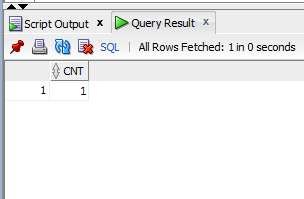 Script Output x Query Result x
SQL | All Rows Fetched: 1 in 0 seconds
CNT
1 1